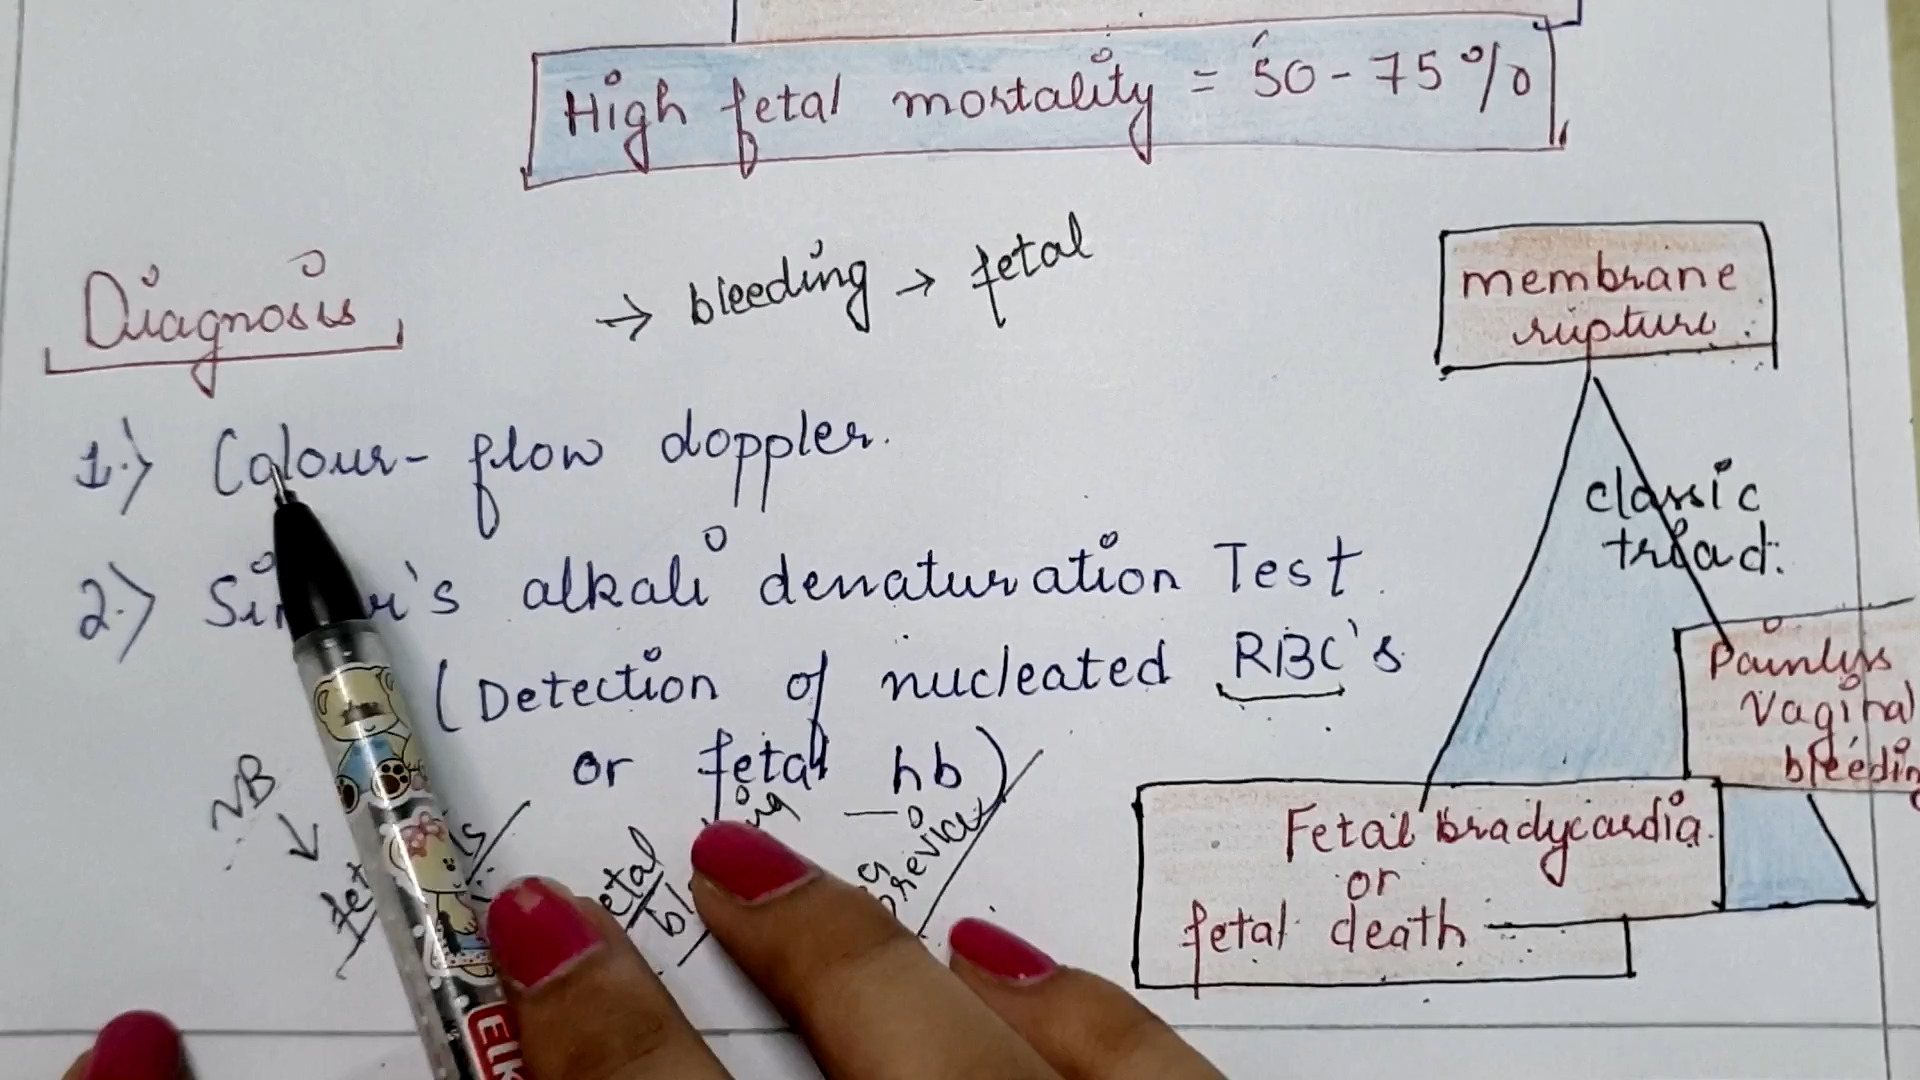 High fetal mortality = 50 - 75%
Diagnosis
→ bleeding → fetal
1.) Colour- flow doppler.
2.) alkali denaturation Test
(Detection of nucleated RBC's
or fetal hb)
NB
membrane
rupture.
classic
triad.
Painless
Vaginal
bleeding
Fetal bradycardia.
or
fetal death